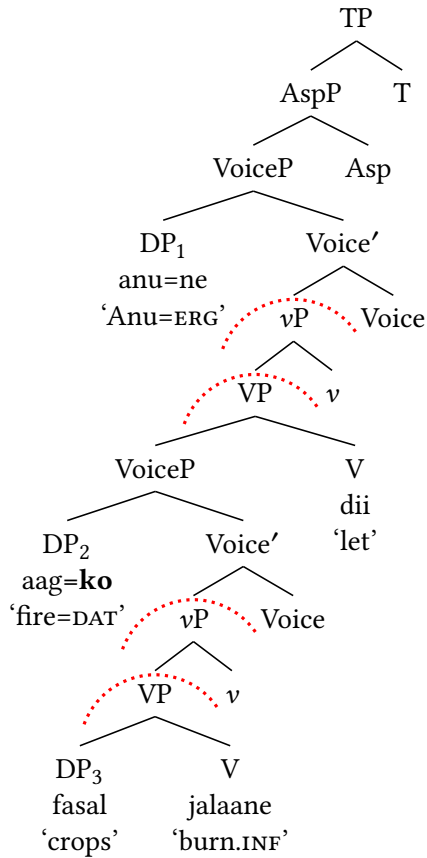 TP
AspP T
VoiceP Asp
DP₁ Voice′
anu=ne
‘Anu=ERG’ vP Voice
VP v
VoiceP V
dii
‘let’
DP₂ Voice′
aag=ko
‘fire=DAT’ vP Voice
VP v
DP₃ V
fasal jalaane
‘crops’ ‘burn.INF’